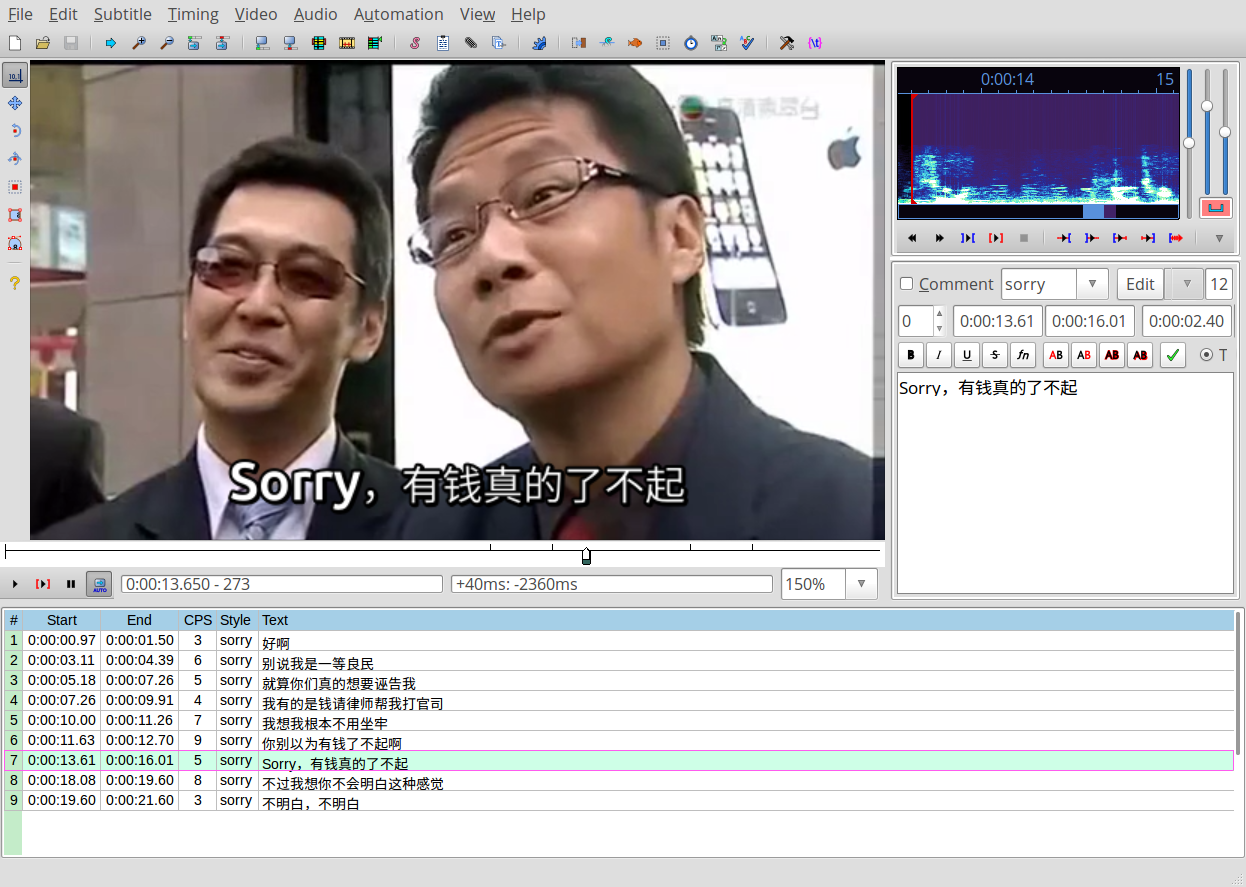 File Edit Subtitle Timing Video Audio Automation View Help
0:00:14 15
Sorry，有钱真的了不起
Comment sorry Edit 12
0 0:00:13.61 0:00:16.01 0:00:02.40
B I U S fn AB AB AB AB T
Sorry，有钱真的了不起
AUTO 0:00:13.650 - 273 +40ms: -2360ms 150%
# Start End CPS Style Text
1 0:00:00.97 0:00:01.50 3 sorry 好啊
2 0:00:03.11 0:00:04.39 6 sorry 别说我是一等良民
3 0:00:05.18 0:00:07.26 5 sorry 就算你们真的想要诬告我
4 0:00:07.26 0:00:09.91 4 sorry 我有的是钱请律师帮我打官司
5 0:00:10.00 0:00:11.26 7 sorry 我想我根本不用坐牢
6 0:00:11.63 0:00:12.70 9 sorry 你别以为有钱了不起啊
7 0:00:13.61 0:00:16.01 5 sorry Sorry，有钱真的了不起
8 0:00:18.08 0:00:19.60 8 sorry 不过我想你不会明白这种感觉
9 0:00:19.60 0:00:21.60 3 sorry 不明白，不明白